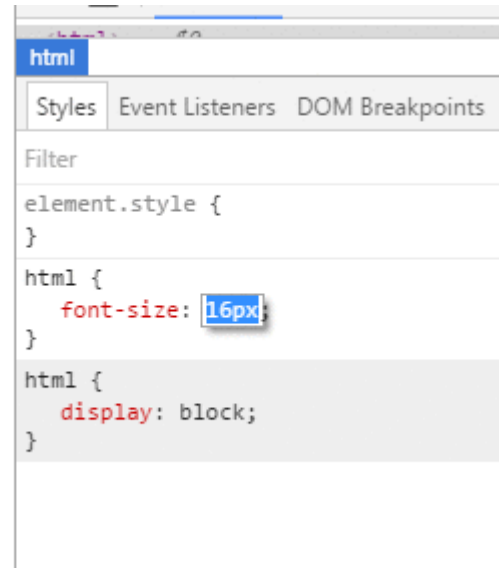 html
Styles Event Listeners DOM Breakpoints
Filter
element.style {
}
html {
font-size: 16px;
}
html {
display: block;
}